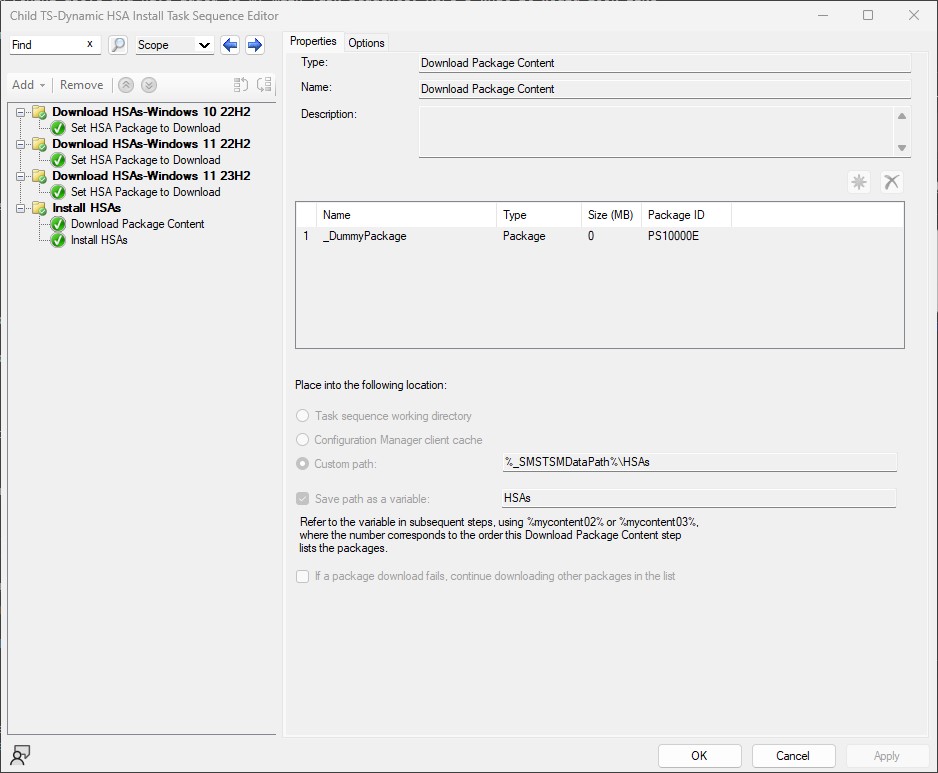 Child TS-Dynamic HSA Install Task Sequence Editor
Find x Scope
Add Remove
Download HSAs-Windows 10 22H2
Set HSA Package to Download
Download HSAs-Windows 11 22H2
Set HSA Package to Download
Download HSAs-Windows 11 23H2
Set HSA Package to Download
Install HSAs
Download Package Content
Install HSAs
Properties Options
Type: Download Package Content
Name: Download Package Content
Description:
Name Type Size (MB) Package ID
1 _DummyPackage Package 0 PS10000E
Place into the following location:
Task sequence working directory
Configuration Manager client cache
Custom path: %_SMSTSMDataPath%\HSAs
Save path as a variable: HSAs
Refer to the variable in subsequent steps, using %mycontent02% or %mycontent03%,
where the number corresponds to the order this Download Package Content step
lists the packages.
If a package download fails, continue downloading other packages in the list
OK Cancel Apply